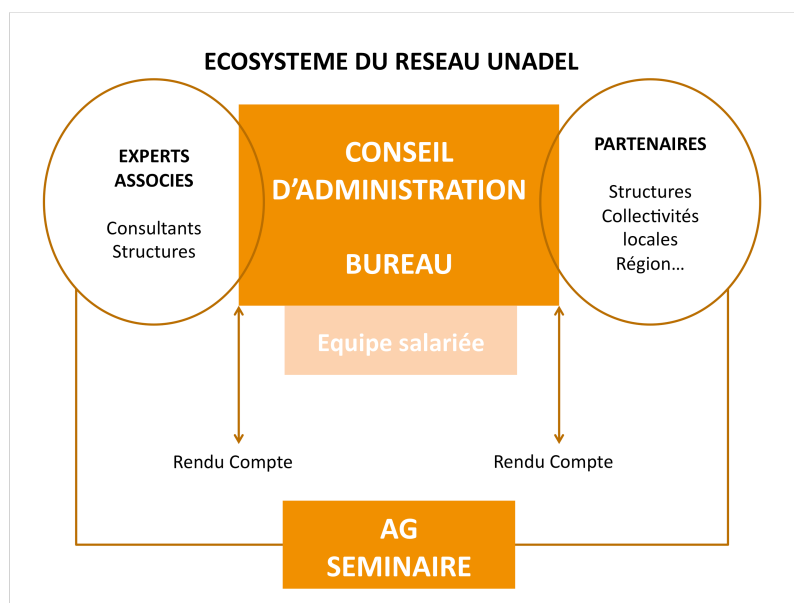 ECOSYSTEME DU RESEAU UNADEL
EXPERTS
ASSOCIES
Consultants
Structures
CONSEIL
D’ADMINISTRATION
BUREAU
PARTENAIRES
Structures
Collectivités
locales
Région…
Equipe salariée
Rendu Compte
Rendu Compte
AG
SEMINAIRE